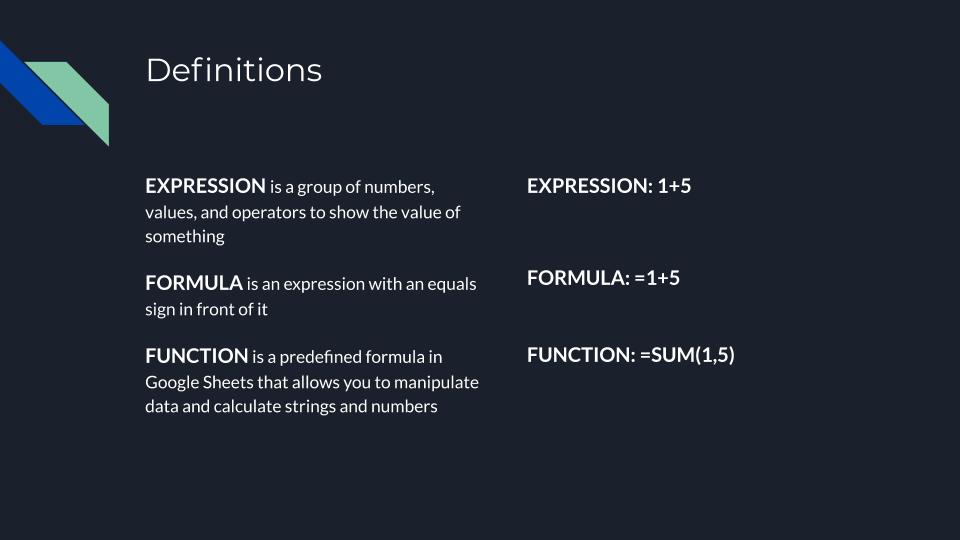 Definitions
EXPRESSION is a group of numbers,
values, and operators to show the value of
something
FORMULA is an expression with an equals
sign in front of it
FUNCTION is a predefined formula in
Google Sheets that allows you to manipulate
data and calculate strings and numbers
EXPRESSION: 1+5
FORMULA: =1+5
FUNCTION: =SUM(1,5)